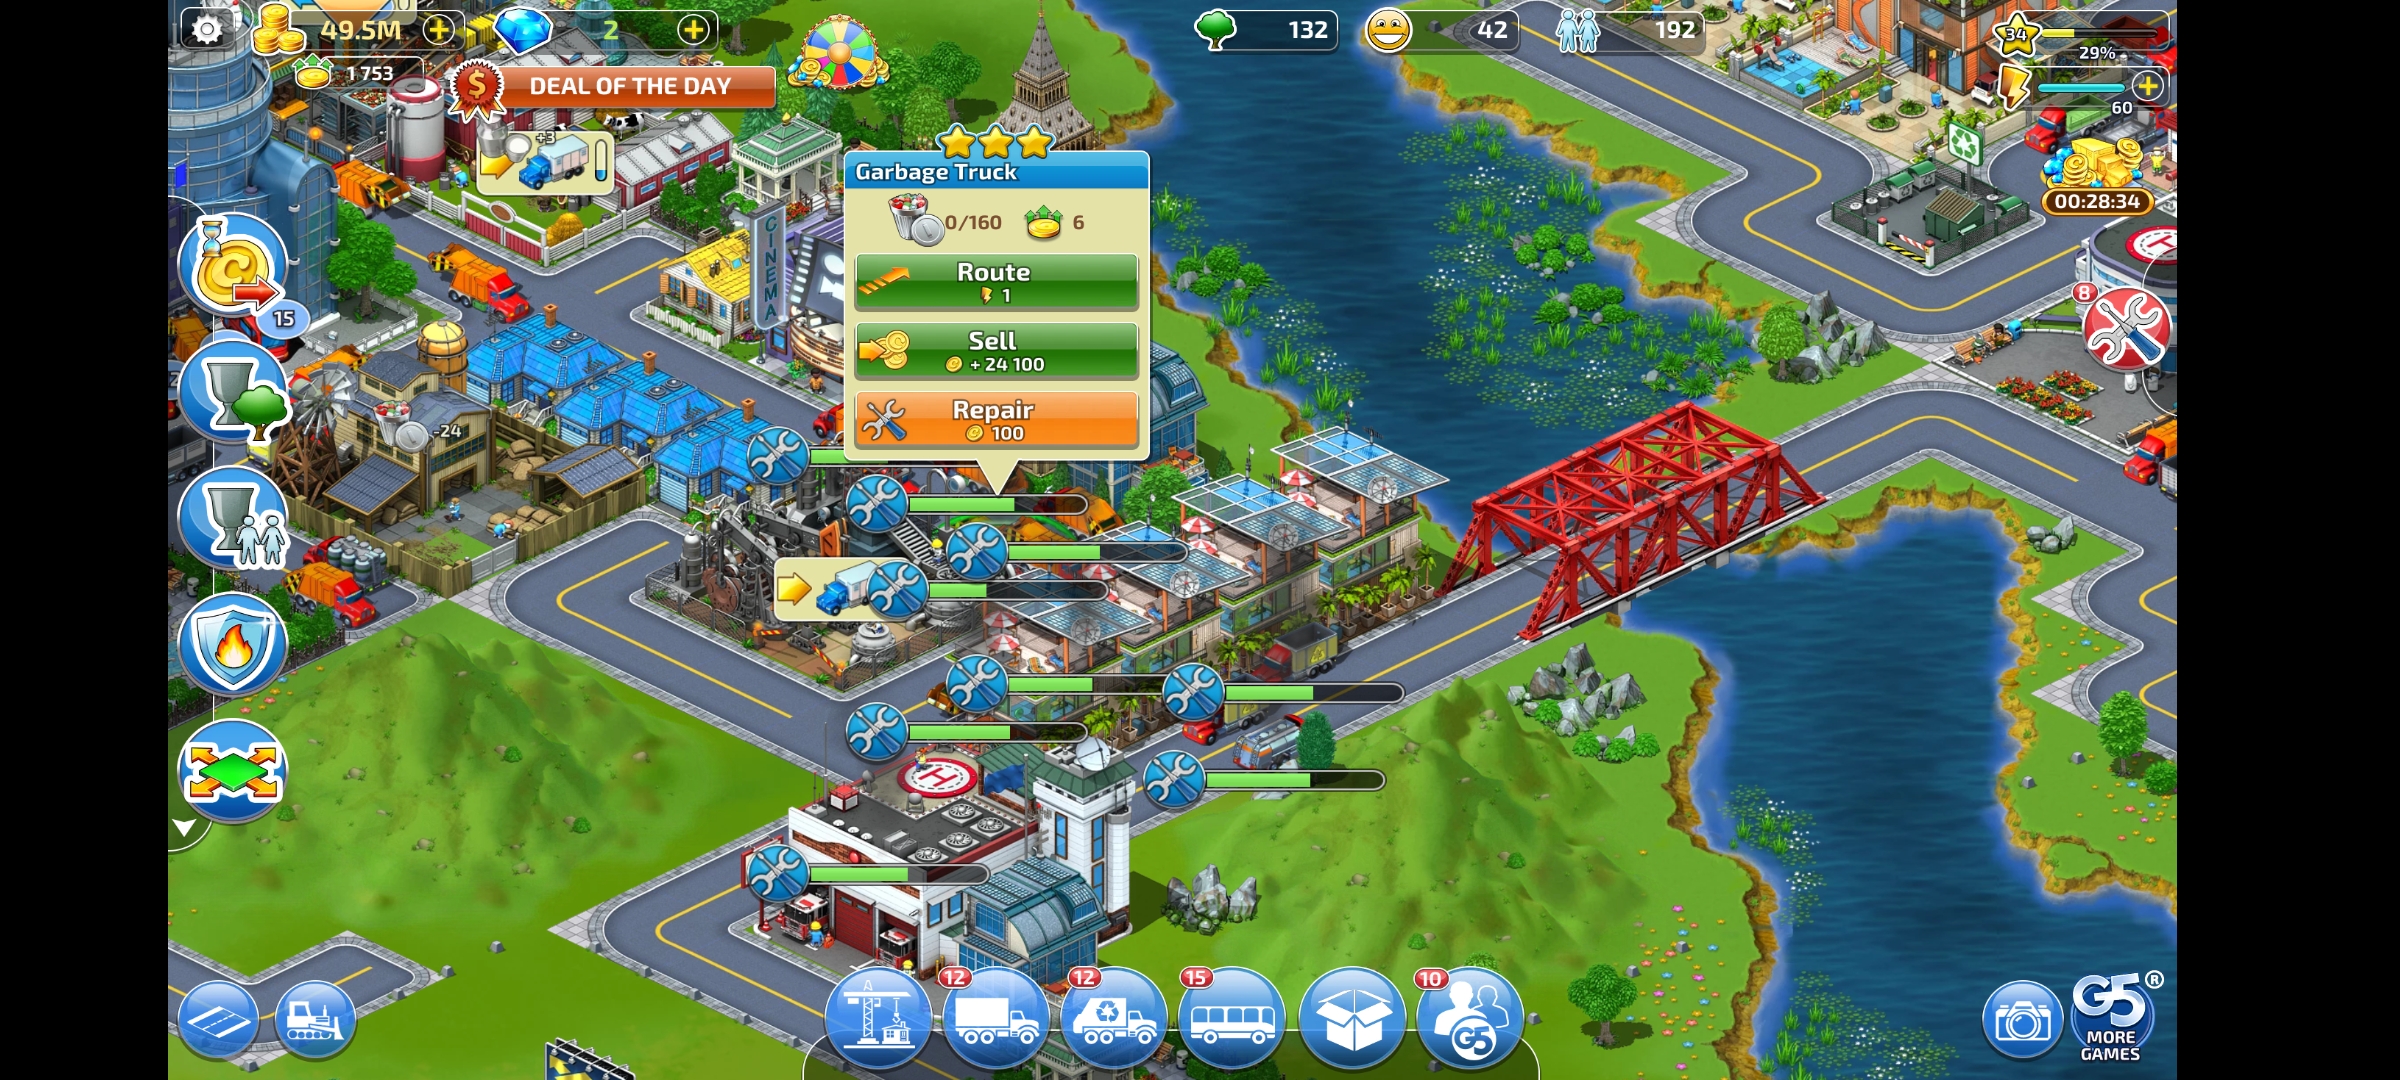 49.5M
2
1 753
DEAL OF THE DAY
132
42
192
34
29%
60
+3
Garbage Truck
0/160
6
Route
1
Sell
+ 24 100
Repair
100
CINEMA
00:28:34
8
15
-24
H
H
12
12
15
10
G5
G5®
MORE
GAMES